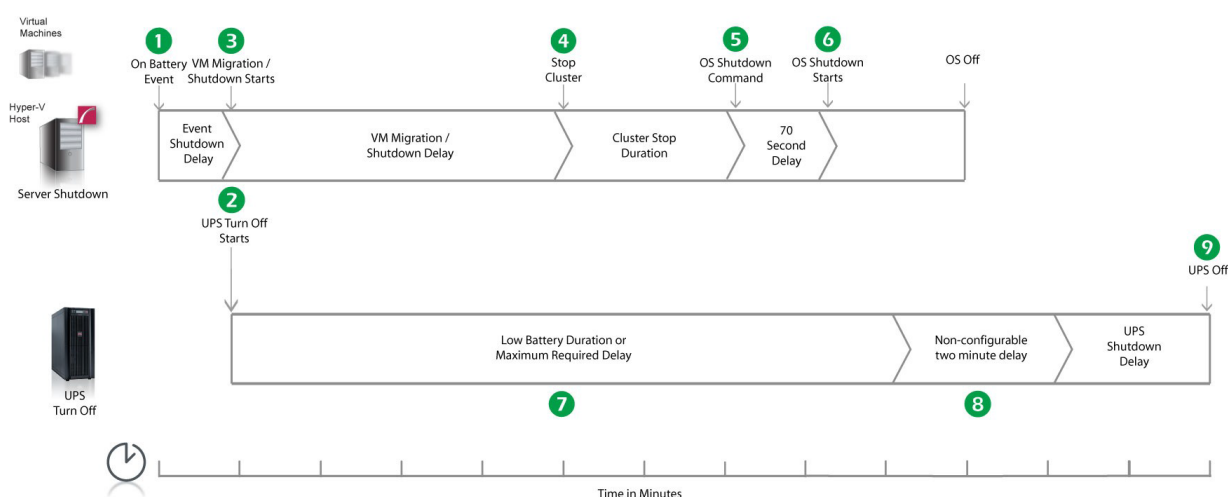 Virtual
Machines
1
3
4
5
6
On Battery
Event
VM Migration /
Shutdown Starts
Stop
Cluster
OS Shutdown
Command
OS Shutdown
Starts
OS Off
Hyper-V
Host
Event
Shutdown
Delay
VM Migration /
Shutdown Delay
Cluster Stop
Duration
70
Second
Delay
Server Shutdown
2
UPS Turn Off
Starts
9
UPS Off
Low Battery Duration or
Maximum Required Delay
Non-configurable
two minute delay
UPS
Shutdown
Delay
UPS
Turn Off
7
8
Time in Minutes